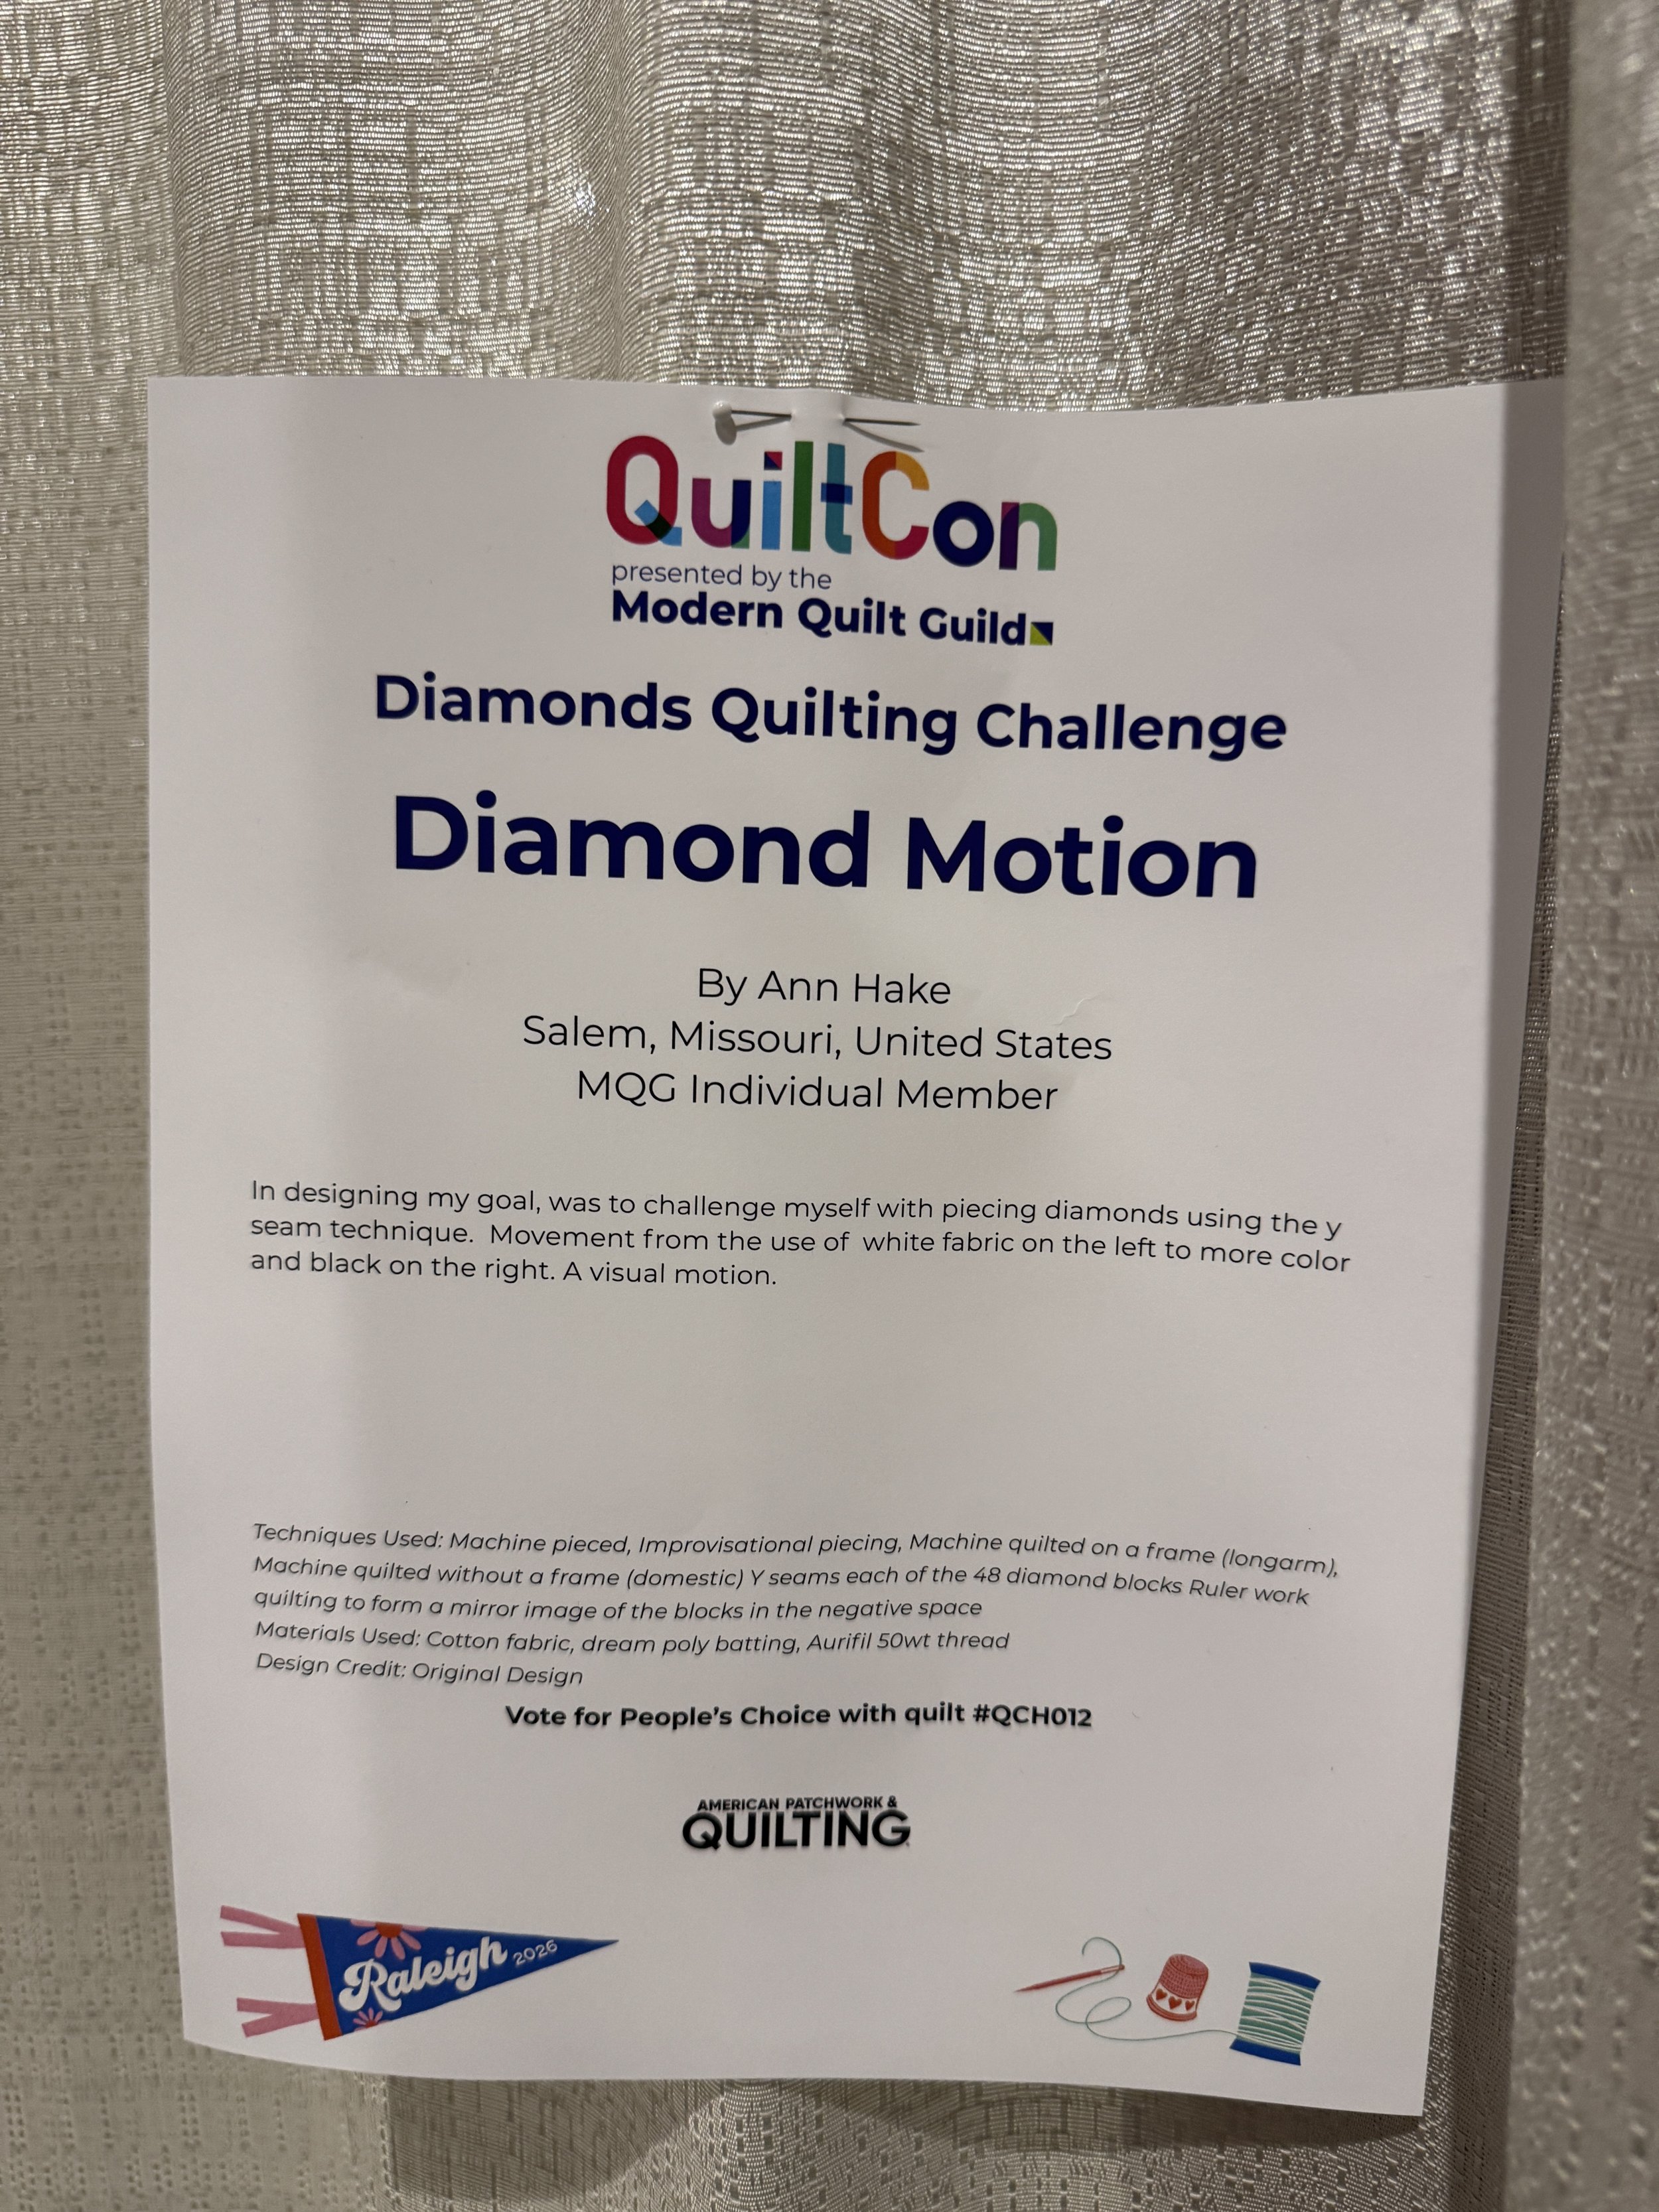 QuiltCon
presented by the
Modern Quilt Guild
Diamonds Quilting Challenge
Diamond Motion
By Ann Hake
Salem, Missouri, United States
MQG Individual Member
In designing my goal, was to challenge myself with piecing diamonds using the y
seam technique.  Movement from the use of  white fabric on the left to more color
and black on the right. A visual motion.
Techniques Used: Machine pieced, Improvisational piecing, Machine quilted on a frame (longarm),
Machine quilted without a frame (domestic) Y seams each of the 48 diamond blocks Ruler work
quilting to form a mirror image of the blocks in the negative space
Materials Used: Cotton fabric, dream poly batting, Aurifil 50wt thread
Design Credit: Original Design
Vote for People's Choice with quilt #QCH012
AMERICAN PATCHWORK &
QUILTING
Raleigh 2026